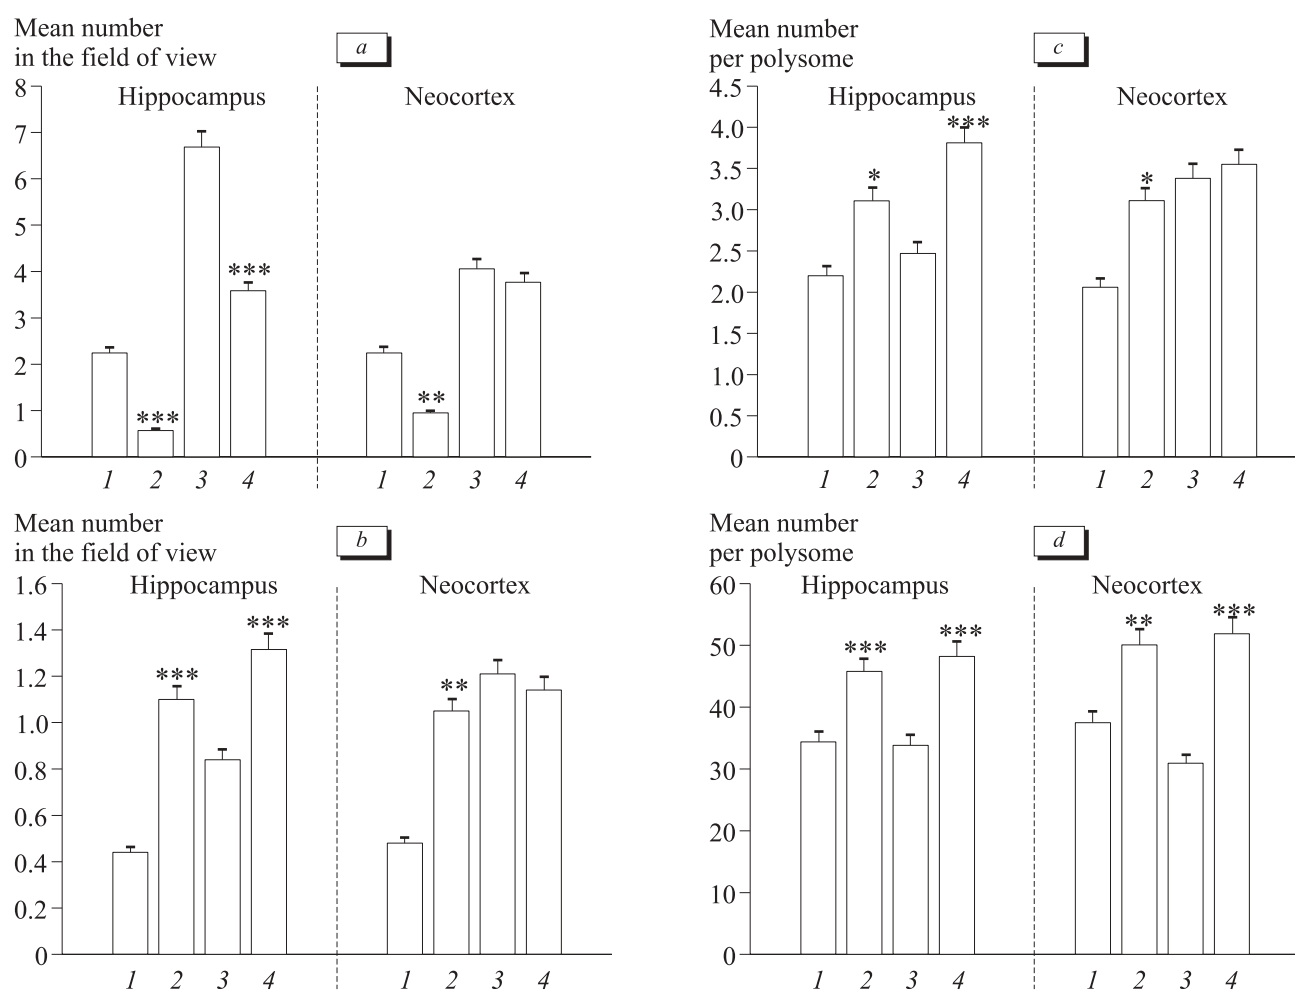 Mean number
in the field of view
a
8
7
6
5
4
3
2
1
0
Hippocampus
Neocortex
***
***
**
1 2 3 4
1 2 3 4
Mean number
per polysome
c
4.5
4.0
3.5
3.0
2.5
2.0
1.5
1.0
0.5
0
Hippocampus
Neocortex
*
***
*
1 2 3 4
1 2 3 4
Mean number
in the field of view
b
1.6
1.4
1.2
1.0
0.8
0.6
0.4
0.2
0
Hippocampus
Neocortex
***
***
**
1 2 3 4
1 2 3 4
Mean number
per polysome
d
60
50
40
30
20
10
0
Hippocampus
Neocortex
***
***
**
***
1 2 3 4
1 2 3 4